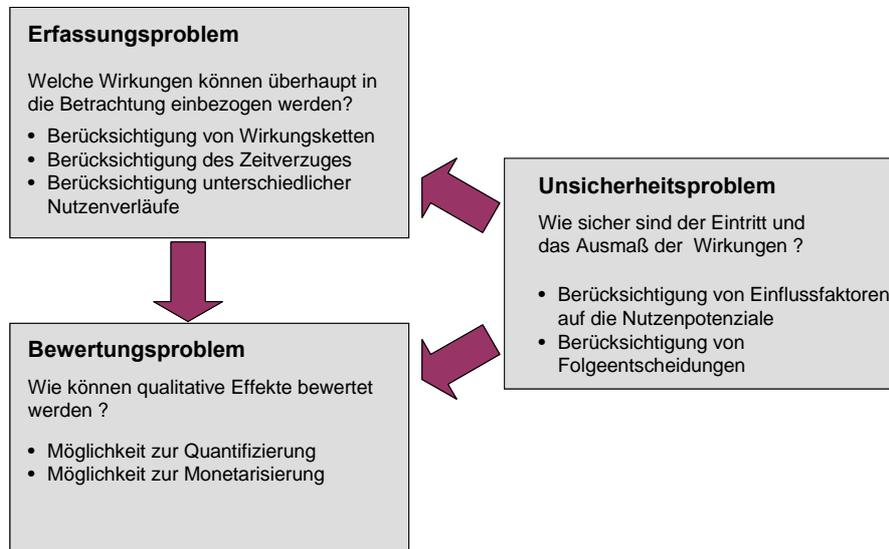 Erfassungsproblem
Welche Wirkungen können überhaupt in
die Betrachtung einbezogen werden?
• Berücksichtigung von Wirkungsketten
• Berücksichtigung des Zeitverzuges
• Berücksichtigung unterschiedlicher
Nutzenverläufe
Unsicherheitsproblem
Wie sicher sind der Eintritt und
das Ausmaß der Wirkungen ?
• Berücksichtigung von Einflussfaktoren
auf die Nutzenpotenziale
• Berücksichtigung von
Folgeentscheidungen
Bewertungsproblem
Wie können qualitative Effekte bewertet
werden ?
• Möglichkeit zur Quantifizierung
• Möglichkeit zur Monetarisierung